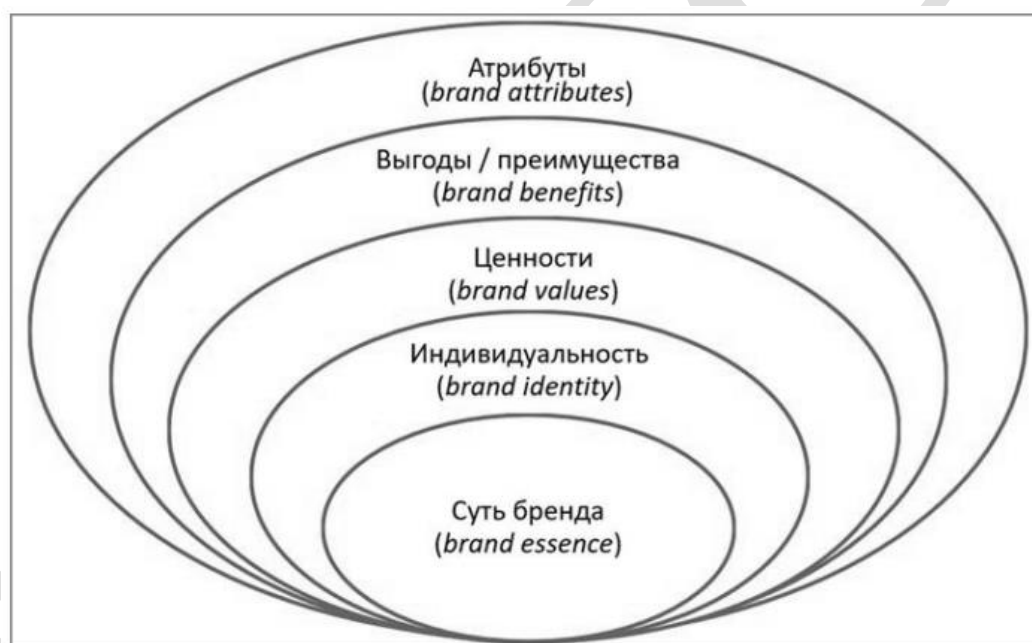 Атрибуты
(brand attributes)
Выгоды / преимущества
(brand benefits)
Ценности
(brand values)
Индивидуальность
(brand identity)
Суть бренда
(brand essence)